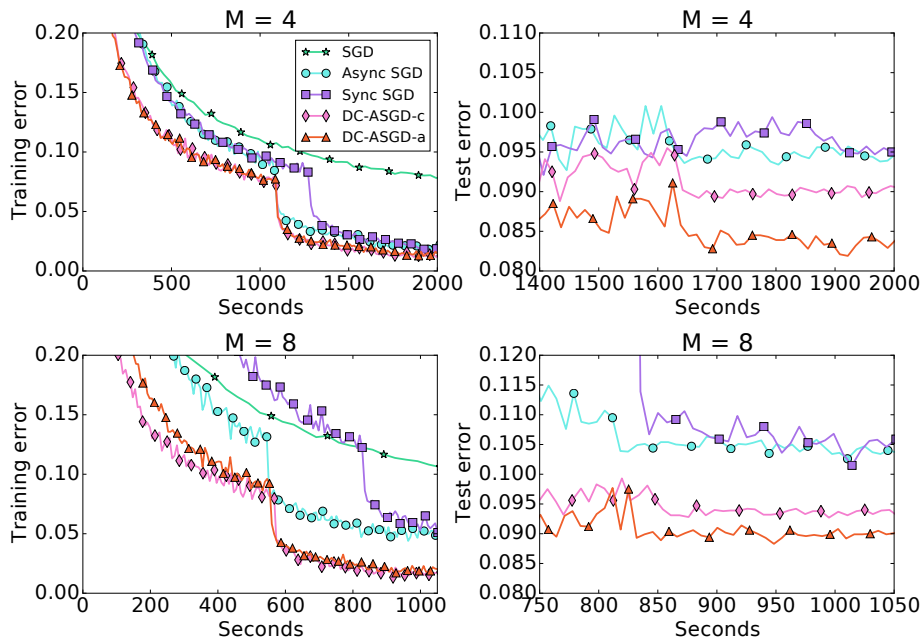 M = 4
Training error
0.20
0.15
0.10
0.05
0.00
0 500 1000 1500 2000
Seconds
SGD
Async SGD
Sync SGD
DC-ASGD-c
DC-ASGD-a
M = 4
Test error
0.110
0.105
0.100
0.095
0.090
0.085
0.080
1400 1500 1600 1700 1800 1900 2000
Seconds
M = 8
Training error
0.20
0.15
0.10
0.05
0.00
0 200 400 600 800 1000
Seconds
M = 8
Test error
0.120
0.115
0.110
0.105
0.100
0.095
0.090
0.085
0.080
750 800 850 900 950 1000 1050
Seconds